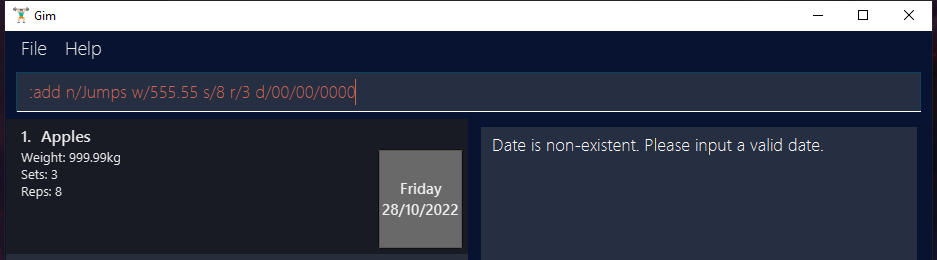 Gim
File Help
:add n/Jumps w/555.55 s/8 r/3 d/00/00/0000
1. Apples
Weight: 999.99kg
Sets: 3
Reps: 8
Friday
28/10/2022
Date is non-existent. Please input a valid date.